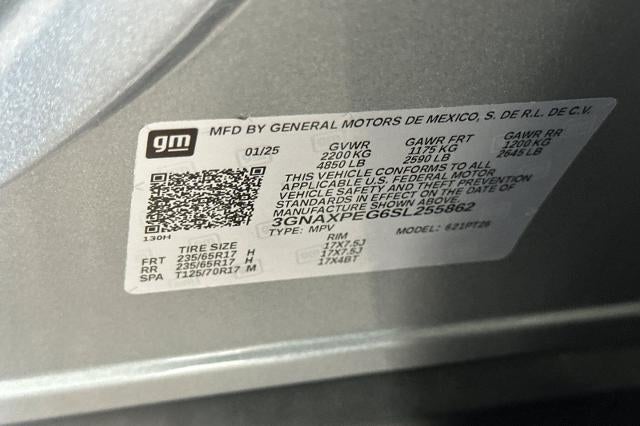 gm MFD BY GENERAL MOTORS DE MEXICO, S. DE R.L. DE C.V.
01/25 GVWR GAWR FRT GAWR RR
2200 KG 1175 KG 1200 KG
4850 LB 2590 LB 2645 LB
THIS VEHICLE CONFORMS TO ALL
APPLICABLE U.S. FEDERAL MOTOR
VEHICLE SAFETY AND THEFT PREVENTION
STANDARDS IN EFFECT ON THE DATE OF
MANUFACTURE SHOWN ABOVE.
3GNAXPEG6SL255862
TYPE: MPV MODEL: 621PT26
130H
TIRE SIZE RIM
FRT 235/65R17 H 17X7.5J
RR 235/65R17 H 17X7.5J
SPA T125/70R17 M 17X4BT